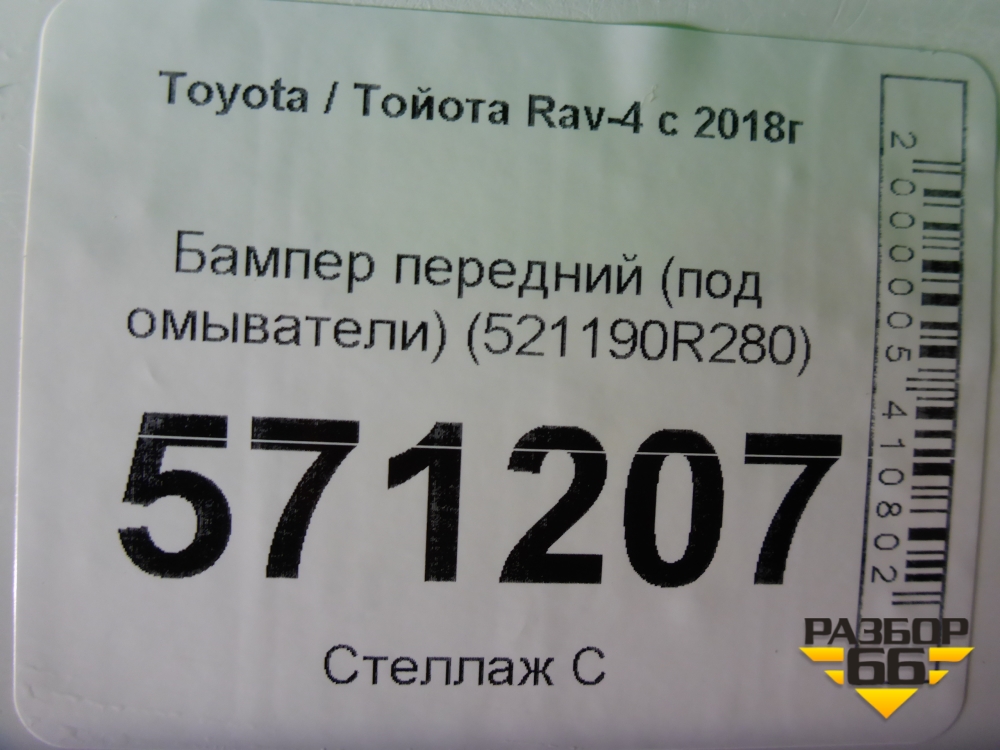 Toyota / Тойота Rav-4 с 2018г
Бампер передний (под
омыватели) (521190R280)
571207
Стеллаж С
2000005410802
РАЗБОР
66